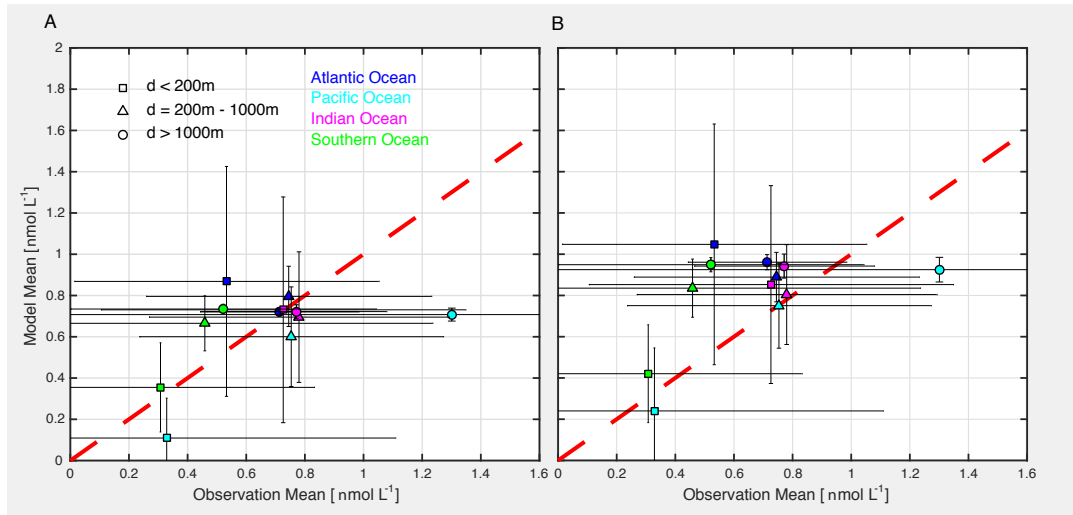 A
B
2
1.8
1.6
1.4
1.2
1
0.8
0.6
0.4
0.2
0
Model Mean [ nmol L-1]
d < 200m
d = 200m - 1000m
d > 1000m
Atlantic Ocean
Pacific Ocean
Indian Ocean
Southern Ocean
0 0.2 0.4 0.6 0.8 1 1.2 1.4 1.6
0 0.2 0.4 0.6 0.8 1 1.2 1.4 1.6
Observation Mean [ nmol L-1]
Observation Mean [ nmol L-1]